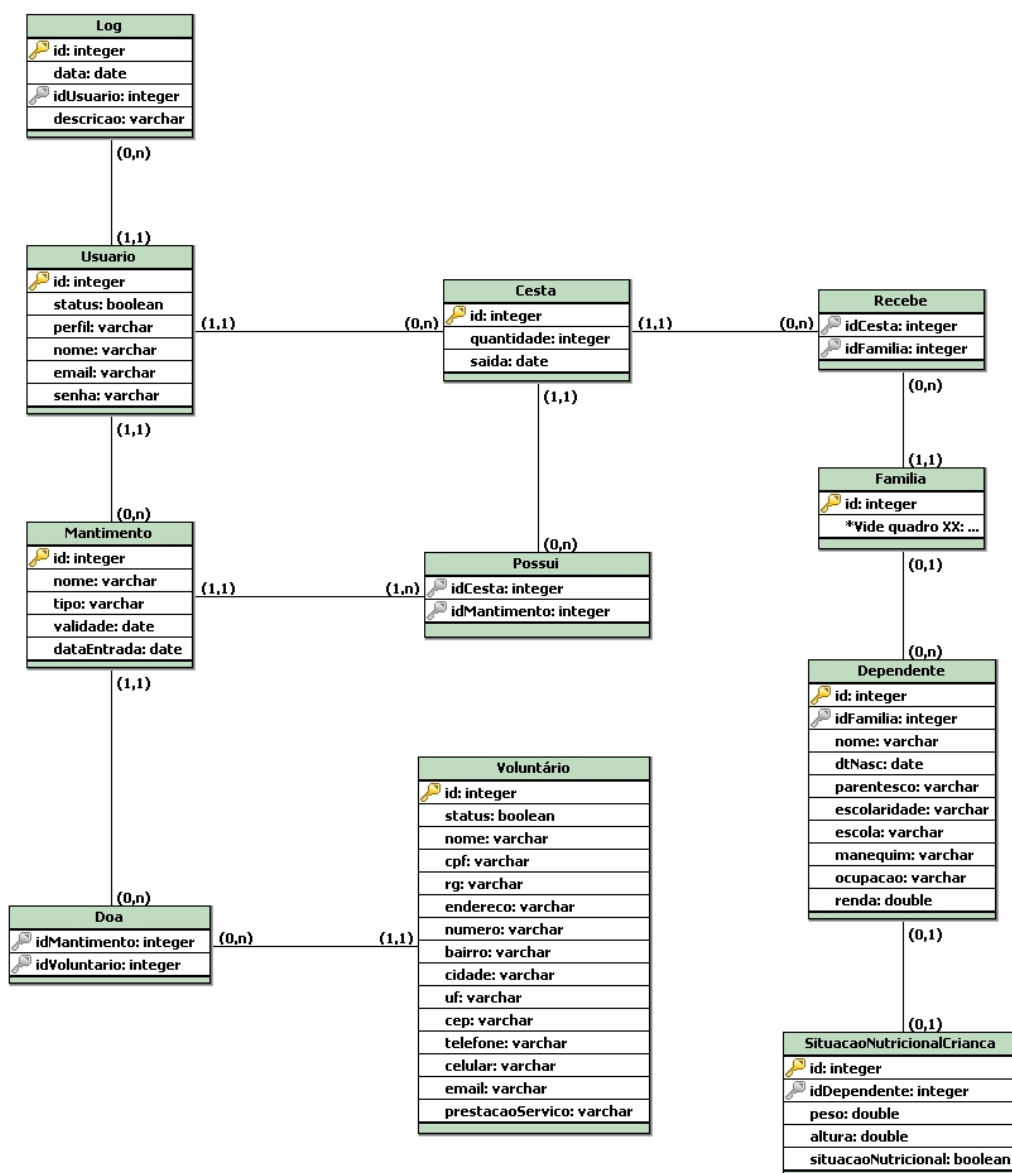 Log
id: integer
data: date
idUsuario: integer
descricao: varchar
(0,n)
(1,1)
Usuario
id: integer
status: boolean
perfil: varchar
nome: varchar
email: varchar
senha: varchar
(1,1)
(0,n)
Cesta
id: integer
quantidade: integer
saida: date
(1,1)
(0,n)
Recebe
idCesta: integer
idFamilia: integer
(0,n)
(1,1)
Familia
id: integer
*Vide quadro XX: ...
(1,1)
(0,n)
Mantimento
id: integer
nome: varchar
tipo: varchar
validade: date
dataEntrada: date
(1,1)
(1,n)
(1,1)
(0,n)
Possui
idCesta: integer
idMantimento: integer
(0,1)
(0,n)
Dependente
id: integer
idFamilia: integer
nome: varchar
dtNasc: date
parentesco: varchar
escolaridade: varchar
escola: varchar
manequim: varchar
ocupacao: varchar
renda: double
(1,1)
(0,n)
Doa
idMantimento: integer
idVoluntario: integer
(0,n)
(1,1)
Voluntário
id: integer
status: boolean
nome: varchar
cpf: varchar
rg: varchar
endereco: varchar
numero: varchar
bairro: varchar
cidade: varchar
uf: varchar
cep: varchar
telefone: varchar
celular: varchar
email: varchar
prestacaoServico: varchar
(0,1)
(0,1)
SituacaoNutricionalCrianca
id: integer
idDependente: integer
peso: double
altura: double
situacaoNutricional: boolean